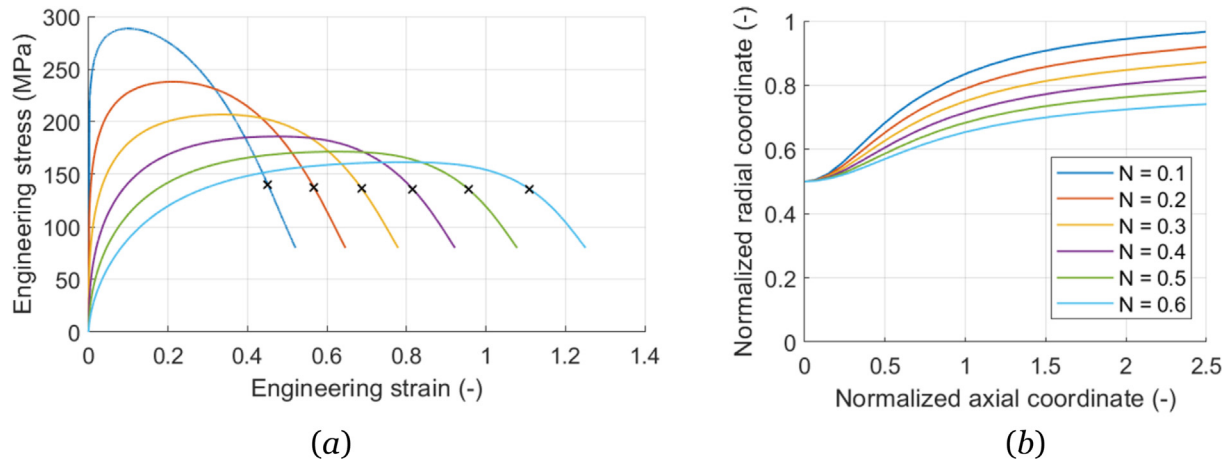 300
250
200
150
100
50
0
Engineering stress (MPa)
0 0.2 0.4 0.6 0.8 1 1.2 1.4
Engineering strain (-)
(a)
1
0.8
0.6
0.4
0.2
0
Normalized radial coordinate (-)
N = 0.1
N = 0.2
N = 0.3
N = 0.4
N = 0.5
N = 0.6
0 0.5 1 1.5 2 2.5
Normalized axial coordinate (-)
(b)